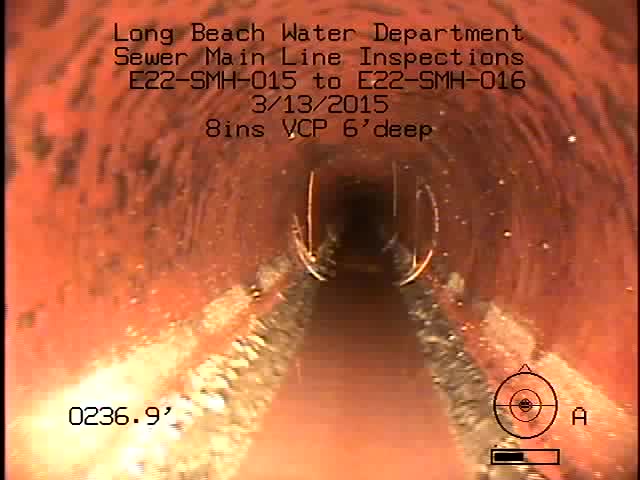 Long Beach Water Department
Sewer Main Line Inspections
E22-SMH-015 to E22-SMH-016
3/13/2015
8ins VCP 6'deep
0236.9'
A